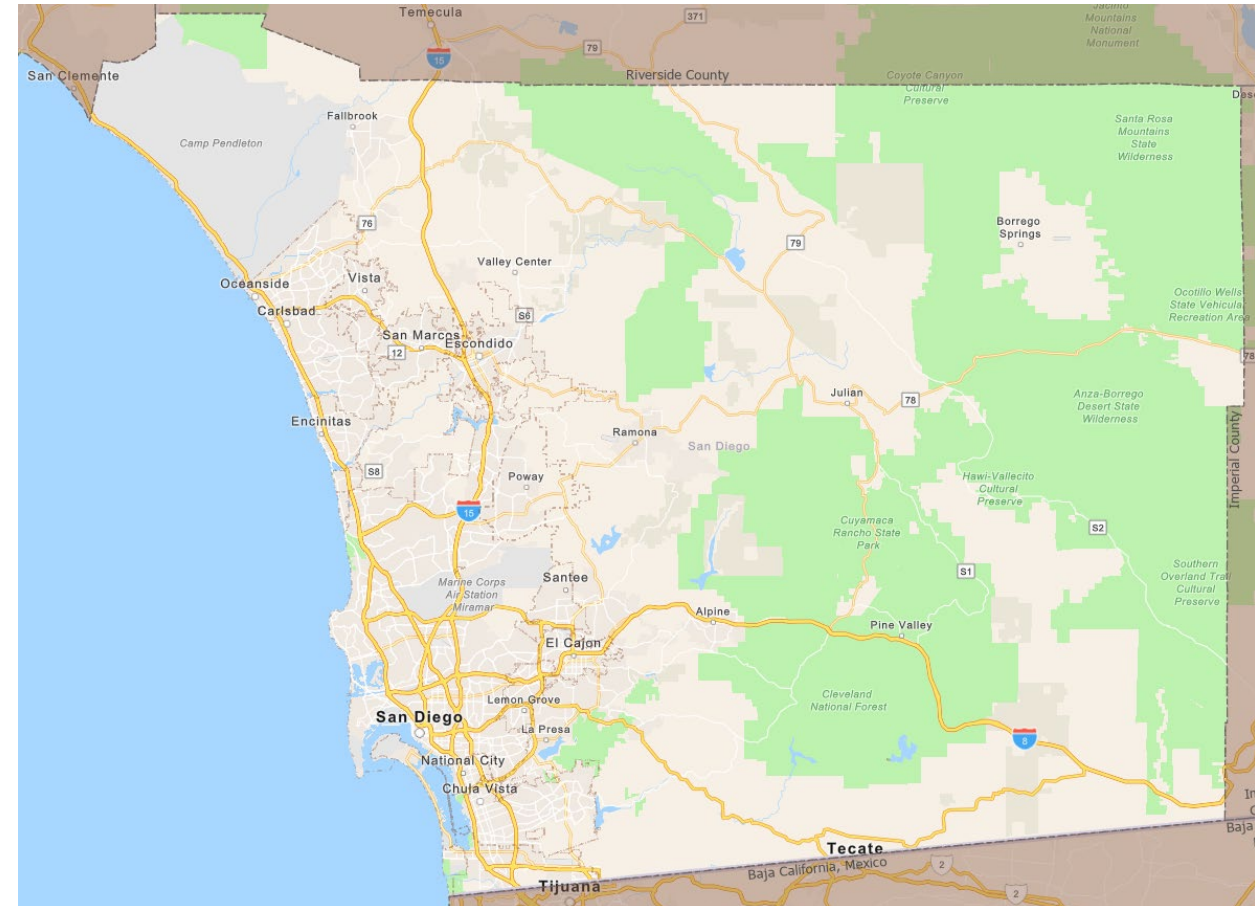 Temecula
371
Jacinto
Mountains
National
Monument
79
15
San Clemente
Riverside County
Coyote Canyon
Cultural
Preserve
Des
Fallbrook
Santa Rosa
Mountains
State
Wilderness
Camp Pendleton
76
Borrego
Springs
79
Valley Center
Oceanside
Vista
Ocotillo Wells
State Vehicula
Recreation Area
Carlsbad
S6
San Marcos
Escondido
12
78
Julian
78
Anza-Borrego
Desert State
Wilderness
Encinitas
Ramona
San Diego
Imperial County
S8
Poway
Hawi-Vallecito
Cultural
Preserve
15
Cuyamaca
Rancho State
Park
S2
Marine Corps
Air Station
Miramar
Santee
S1
Southern
Overland Trail
Cultural
Preserve
Alpine
Pine Valley
El Cajon
Lemon Grove
Cleveland
National Forest
San Diego
La Presa
8
National City
Chula Vista
Tecate
Baja California, Mexico
Baja
2
Tijuana
2